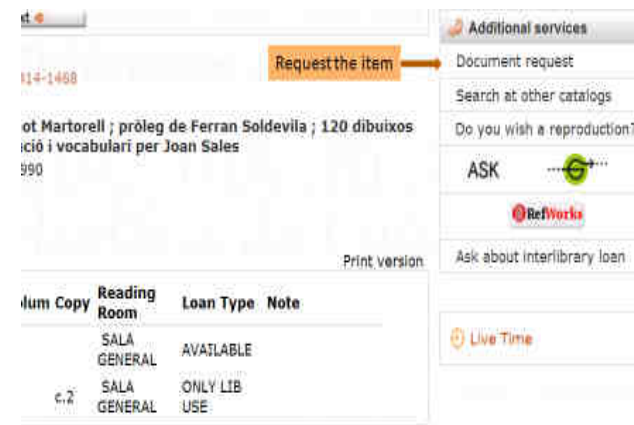 Additional services
Request the item
Document request
414-1468
Search at other catalogs
ot Martorell ; pròleg de Ferran Soldevila ; 120 dibuixos
ció i vocabulari per Joan Sales
990
Do you wish a reproduction?
ASK
RefWorks
Print version
Ask about interlibrary loan
lum Copy Reading Room Loan Type Note
SALA GENERAL AVAILABLE
c.2 SALA GENERAL ONLY LIB USE
Live Time